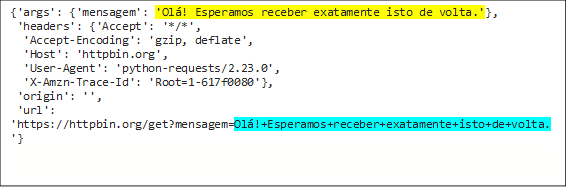 {'args': {'mensagem': 'Olá! Esperamos receber exatamente isto de volta.'},
'headers': {'Accept': '*/*',
'Accept-Encoding': 'gzip, deflate',
'Host': 'httpbin.org',
'User-Agent': 'python-requests/2.23.0',
'X-Amzn-Trace-Id': 'Root=1-617f0080'},
'origin': '',
'url':
'https://httpbin.org/get?mensagem=Olá!+Esperamos+receber+exatamente+isto+de+volta.
'}